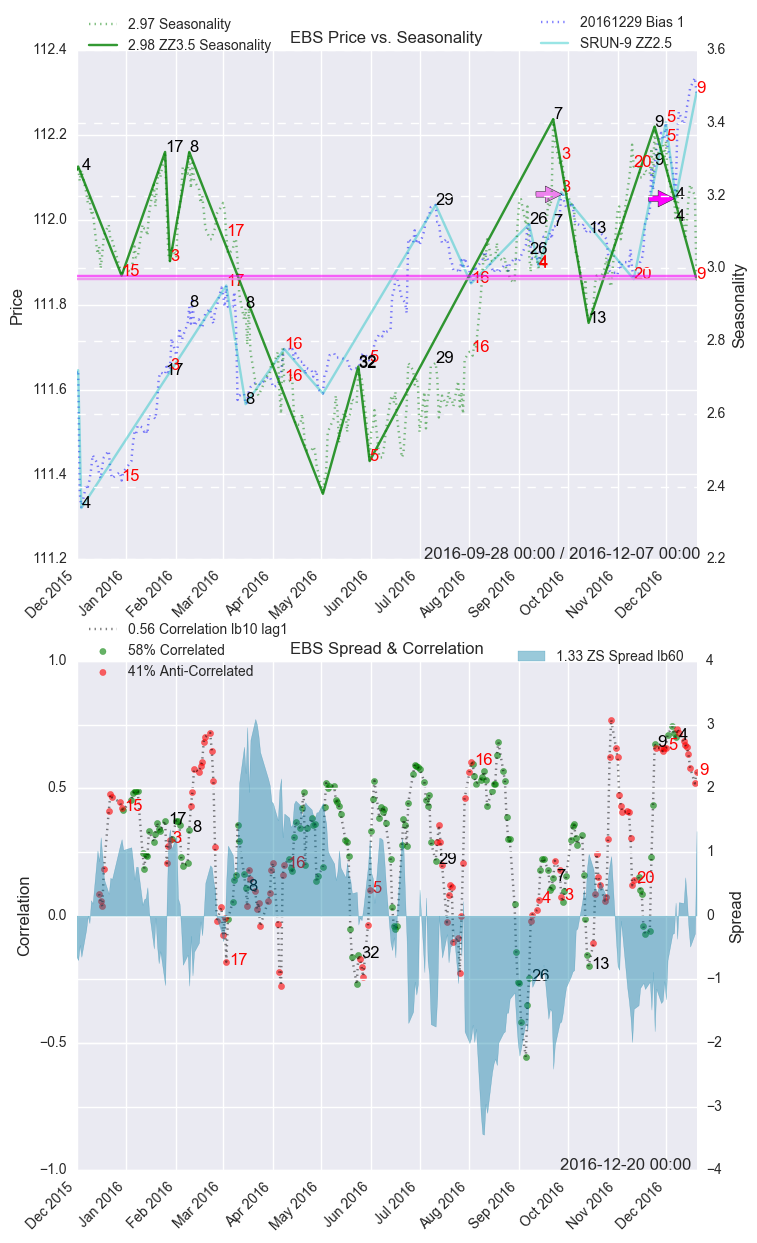 2.97 Seasonality
2.98 ZZ3.5 Seasonality
EBS Price vs. Seasonality
20161229 Bias 1
SRUN-9 ZZ2.5
112.4
112.2
112.0
111.8
111.6
111.4
111.2
Price
3.6
3.4
3.2
3.0
2.8
2.6
2.4
2.2
Seasonality
4
17
8
17
15
3
17
8
8
3
17
16
16
8
15
4
32
5
5
29
29
16
16
7
3
3
26
7
26
4
13
13
20
20
9
9
5
5
4
4
9
9
2016-09-28 00:00 / 2016-12-07 00:00
Dec 2015
Jan 2016
Feb 2016
Mar 2016
Apr 2016
May 2016
Jun 2016
Jul 2016
Aug 2016
Sep 2016
Oct 2016
Nov 2016
Dec 2016
0.56 Correlation lb10 lag1
58% Correlated
41% Anti-Correlated
EBS Spread & Correlation
1.33 ZS Spread lb60
1.0
0.5
0.0
−0.5
−1.0
Correlation
4
3
2
1
0
−1
−2
−3
−4
Spread
15
17
3
8
17
8
16
32
5
29
16
26
4
7
3
13
20
9
5
4
9
2016-12-20 00:00
Dec 2015
Jan 2016
Feb 2016
Mar 2016
Apr 2016
May 2016
Jun 2016
Jul 2016
Aug 2016
Sep 2016
Oct 2016
Nov 2016
Dec 2016